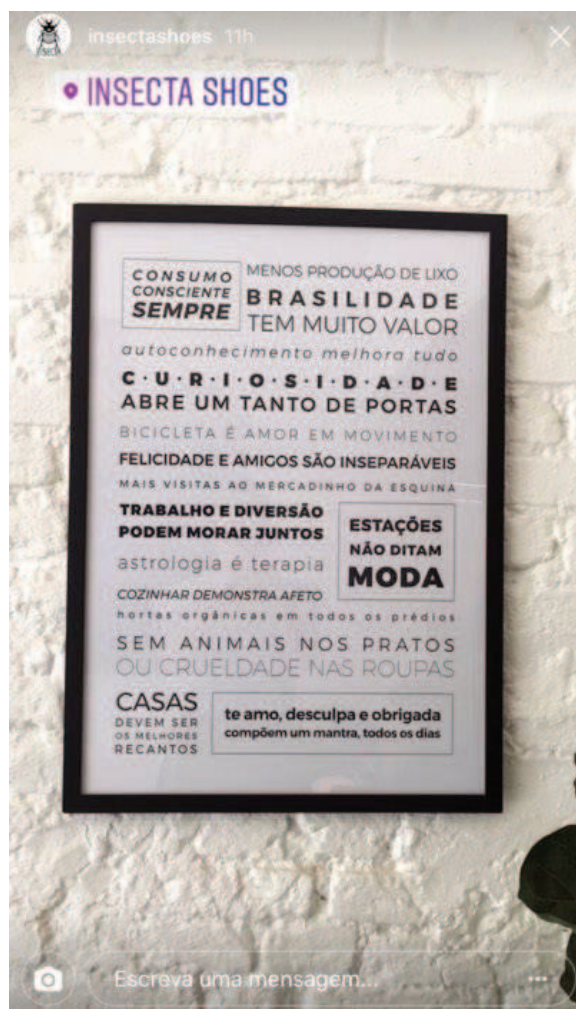 insectashoes 11h
INSECTA SHOES
CONSUMO
CONSCIENTE
SEMPRE
MENOS PRODUÇÃO DE LIXO
BRASILIDADE
TEM MUITO VALOR
autoconhecimento melhora tudo
C·U·R·I·O·S·I·D·A·D·E
ABRE UM TANTO DE PORTAS
BICICLETA É AMOR EM MOVIMENTO
FELICIDADE E AMIGOS SÃO INSEPARÁVEIS
MAIS VISITAS AO MERCADINHO DA ESQUINA
TRABALHO E DIVERSÃO
PODEM MORAR JUNTOS
astrologia é terapia
COZINHAR DEMONSTRA AFETO
ESTAÇÕES
NÃO DITAM
MODA
hortas orgânicas em todos os prédios
SEM ANIMAIS NOS PRATOS
OU CRUELDADE NAS ROUPAS
CASAS
DEVEM SER
OS MELHORES
RECANTOS
te amo, desculpa e obrigada
compõem um mantra, todos os dias
Escreva uma mensagem...